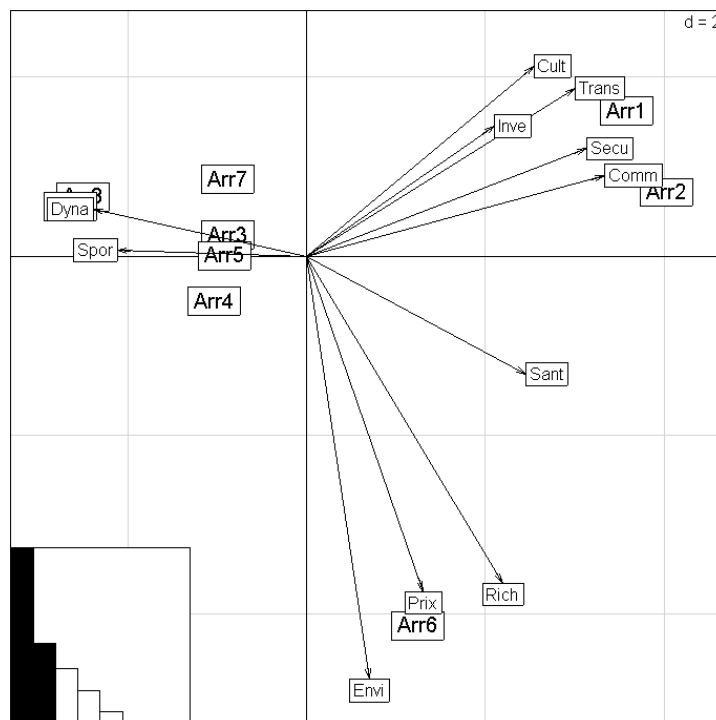 d = 2
Cult
Trans
Arr1
Inve
Secu
Comm
Arr2
Arr7
Dyna
Arr3
Spor
Arr5
Arr4
Sant
Rich
Prix
Arr6
Envi